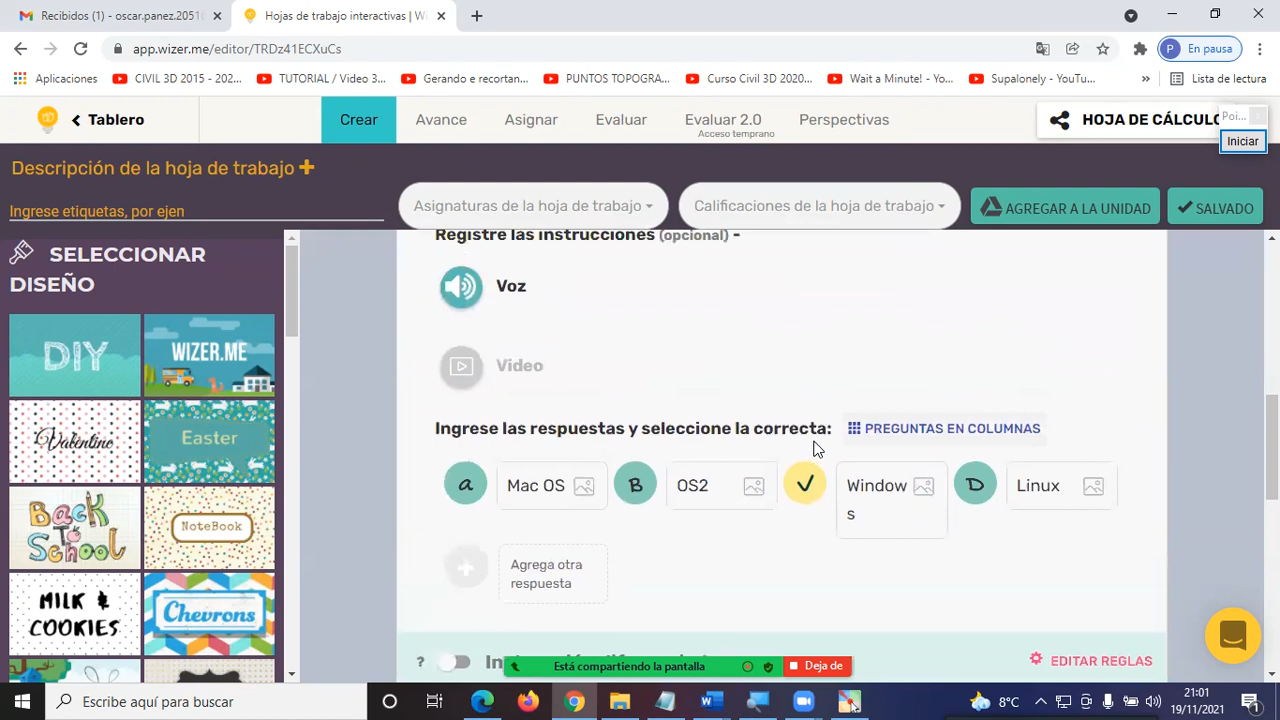 Recibidos (1) - oscar.panez.2051(
Hojas de trabajo interactivas | Wi
app.wizer.me/editor/TRDz41ECXuCs
P En pausa
Aplicaciones
CIVIL 3D 2015 - 202...
TUTORIAL / Video 3...
Gerando e recortan...
PUNTOS TOPOGRA...
Curso Civil 3D 2020...
Wait a Minute! - Yo...
Supalonely - YouTu...
»
Lista de lectura
Tablero
Crear
Avance
Asignar
Evaluar
Evaluar 2.0
Acceso temprano
Perspectivas
HOJA DE CÁLCULO
Poi...
Iniciar
Descripción de la hoja de trabajo +
Ingrese etiquetas, por ejen
Asignaturas de la hoja de trabajo
Calificaciones de la hoja de trabajo
AGREGAR A LA UNIDAD
SALVADO
SELECCIONAR
DISEÑO
DIY
WIZER.ME
Valentine
Easter
BACK
To
SCHOOL
NoteBook
MILK &
COOKIES
Chevrons
Registre las instrucciones (opcional) -
Voz
Video
Ingrese las respuestas y seleccione la correcta:
PREGUNTAS EN COLUMNAS
a Mac OS
B OS2
Window
s
D Linux
Agrega otra
respuesta
?
EDITAR REGLAS
Está compartiendo la pantalla
Deja de
Escribe aquí para buscar
8°C
21:01
19/11/2021